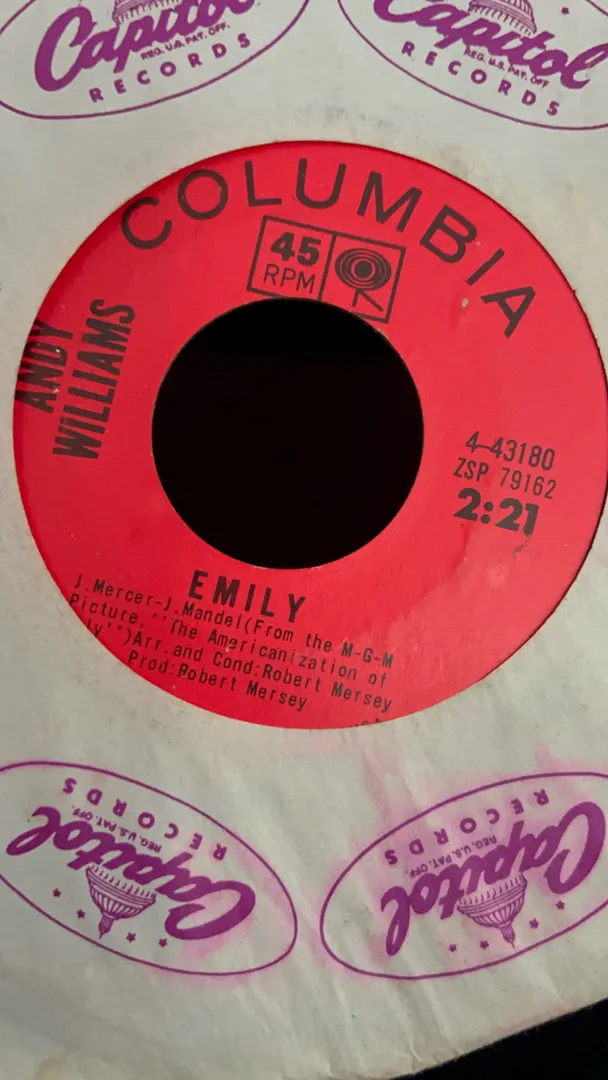 Capitol
REG. U.S. PAT. OFF.
RECORDS
Capitol
REG. U.S. PAT. OFF.
RECORDS
COLUMBIA
45
RPM
ANDY
WILLIAMS
4-43180
ZSP 79162
2:21
EMILY
J.Mercer-J.Mandel(From the M-G-M
Picture,''The Americanization of
ly'')Arr.and Cond:Robert Mersey
Prod:Robert Mersey
RECORDS
REG. U.S. PAT. OFF.
Capitol
RECORDS
REG. U.S. PAT. OFF.
Capitol